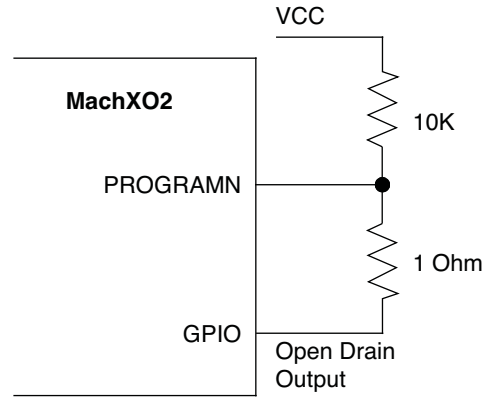 VCC
MachXO2
10K
PROGRAMN
1 Ohm
GPIO
Open Drain
Output